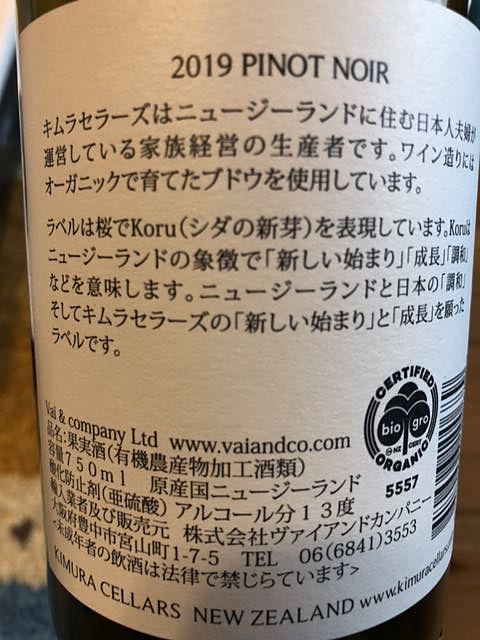 2019 PINOT NOIR
キムラセラーズはニュージーランドに住む日本人夫婦が
運営している家族経営の生産者です。ワイン造りには
オーガニックで育てたブドウを使用しています。
ラベルは桜でKoru(シダの新芽)を表現しています。Koruは
ニュージーランドの象徴で「新しい始まり」「成長」「調和」
などを意味します。ニュージーランドと日本の「調和」
そしてキムラセラーズの「新しい始まり」と「成長」を願った
ラベルです。
Vai & company Ltd www.vaiandco.com
品名:果実酒(有機農産物加工酒類)
容量750ml 原産国ニュージーランド
酸化防止剤(亜硫酸) アルコール分13度
輸入業者及び販売元 株式会社ヴァイアンドカンパニー
大阪府豊中市宮山町1-7-5 TEL 06(6841)3553
<未成年者の飲酒は法律で禁じらています>
KIMURA CELLARS NEW ZEALAND www.kimuracellars
CERTIFIED
bio gro
NZ CERT
ORGANIC
5557